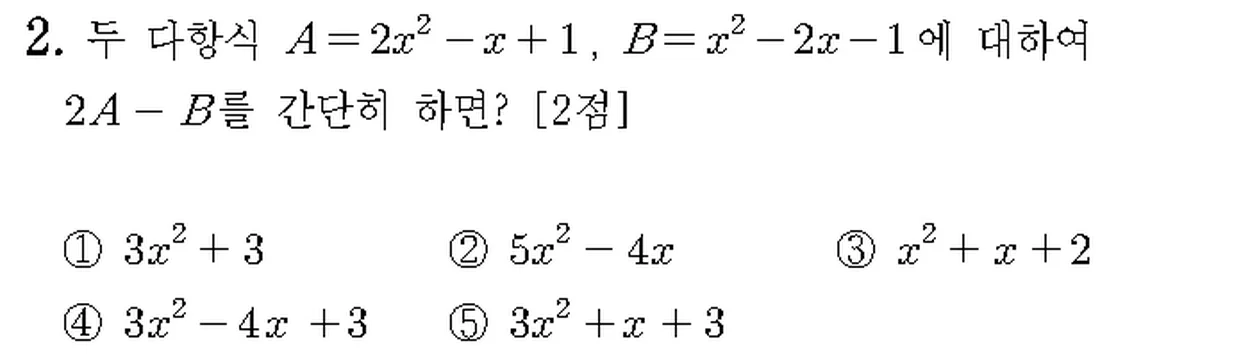 2. 두 다항식 A=2x²-x+1, B=x²-2x-1에 대하여
2A- B를 간단히 하면? [2점]
① 3x²+3 ② 5x²-4x ③ x²+x+2
④ 3x²-4x +3 ⑤ 3x²+x+3